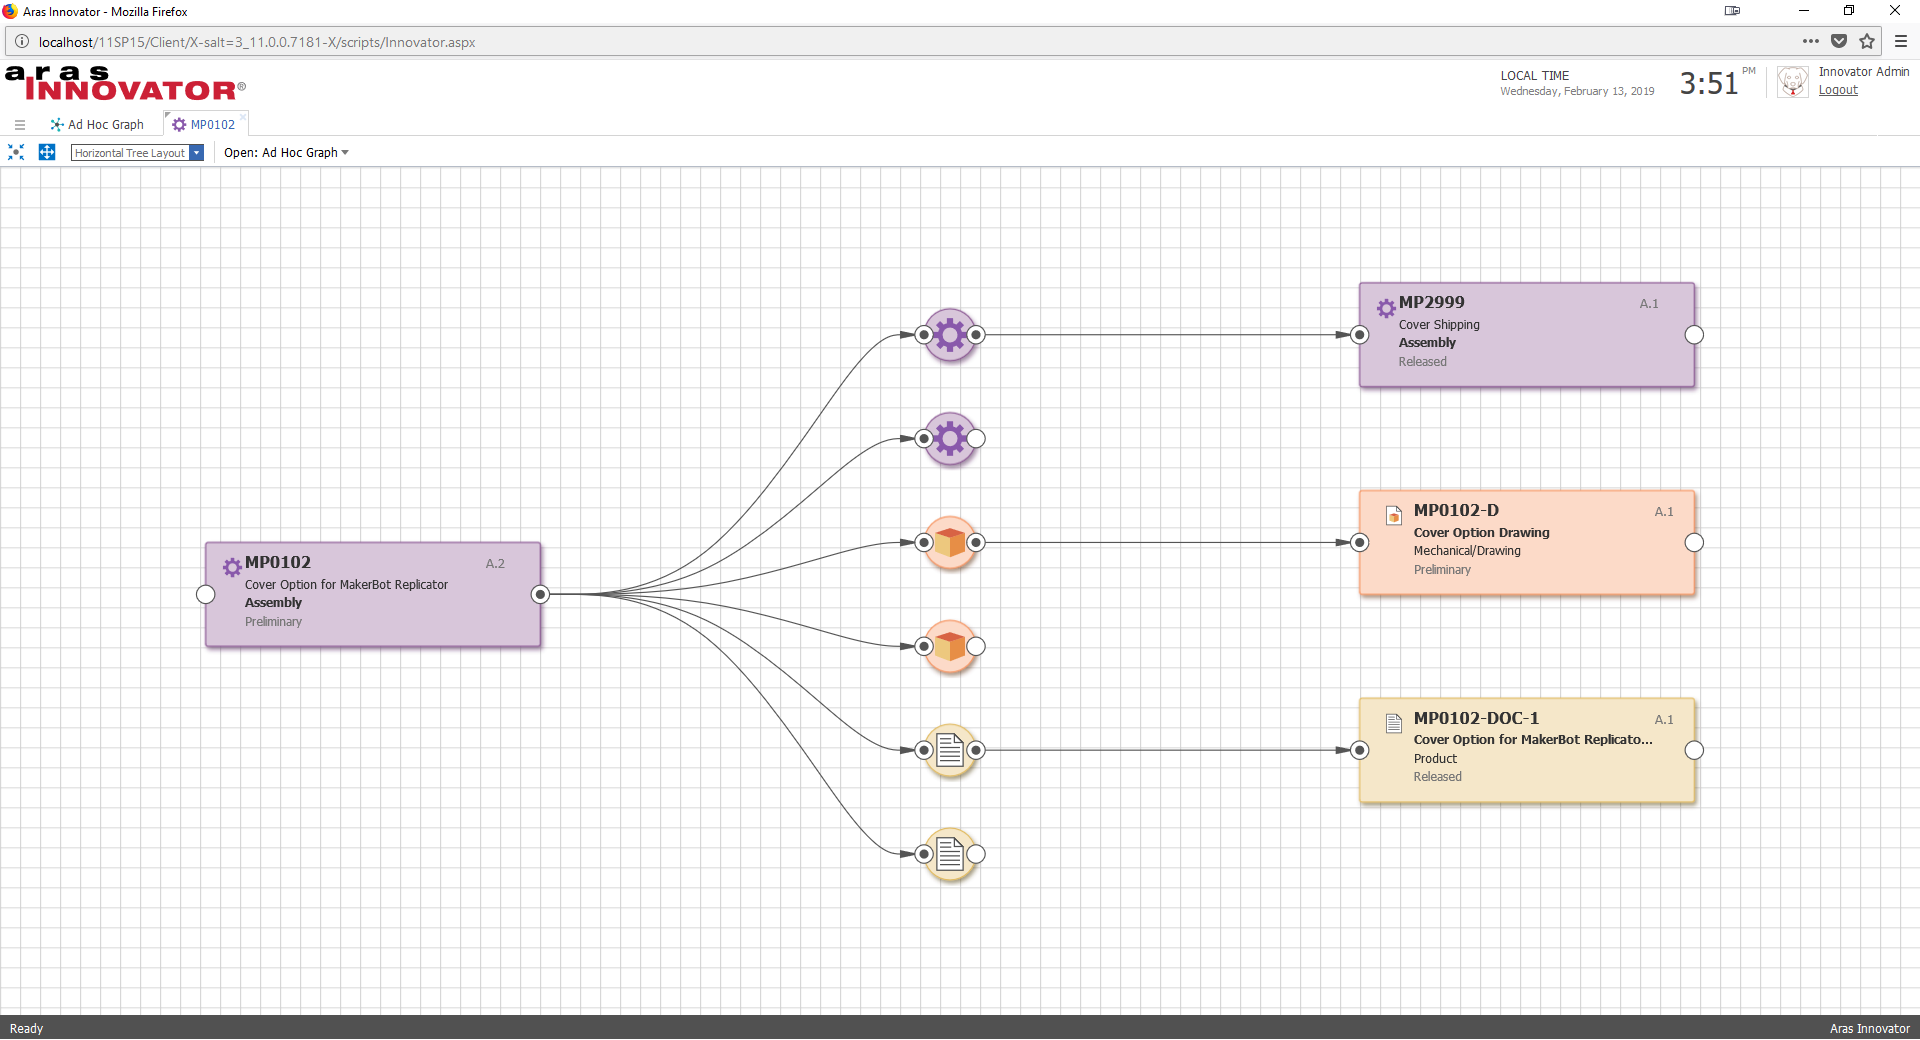 Aras Innovator - Mozilla Firefox
localhost/11SP15/Client/X-salt=3_11.0.0.7181-X/scripts/Innovator.aspx
aras
INNOVATOR®
LOCAL TIME
Wednesday, February 13, 2019
3:51 PM
Innovator Admin
Logout
Ad Hoc Graph
MP0102
Horizontal Tree Layout
Open: Ad Hoc Graph
MP2999 A.1
Cover Shipping
Assembly
Released
MP0102-D A.1
Cover Option Drawing
Mechanical/Drawing
Preliminary
MP0102 A.2
Cover Option for MakerBot Replicator
Assembly
Preliminary
MP0102-DOC-1 A.1
Cover Option for MakerBot Replicato...
Product
Released
Ready
Aras Innovator